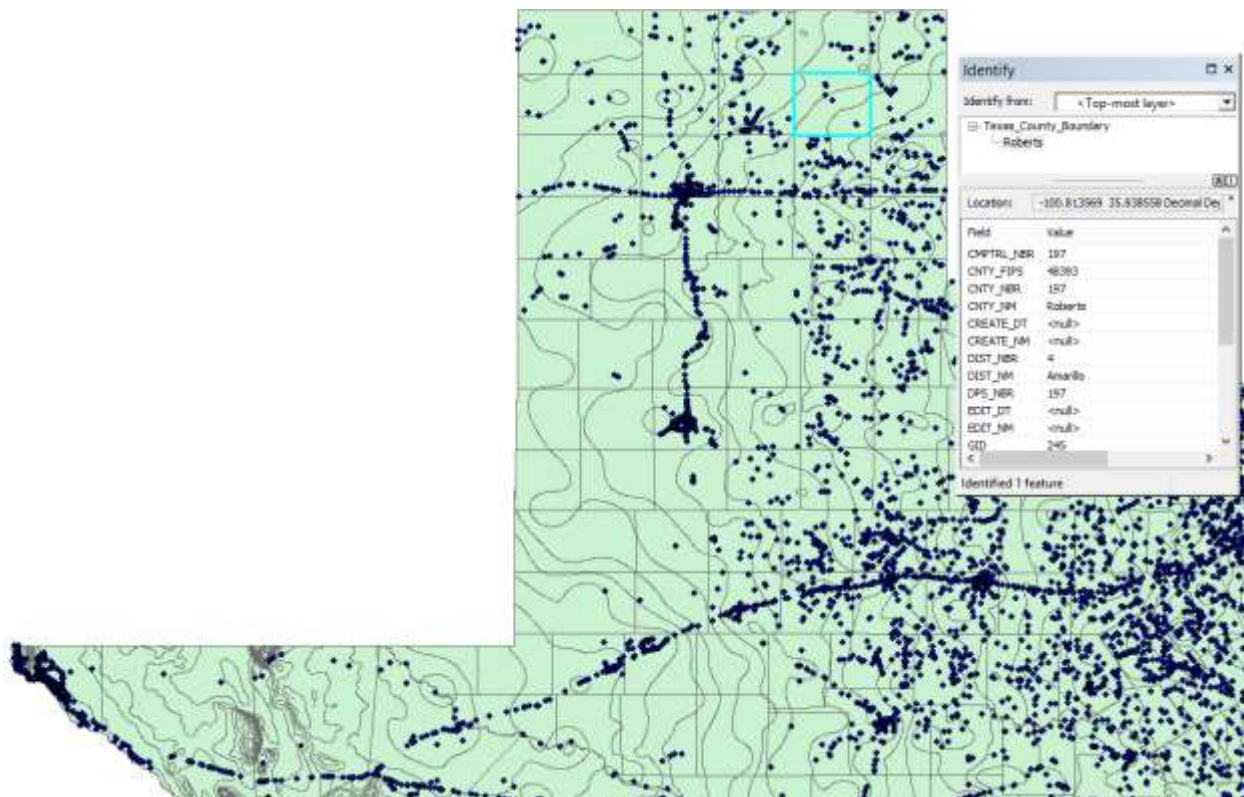 Identify
Identify from: <Top-most layer>
Texas_County_Boundary
Roberts
Location: -100.813969 35.838558 Decimal Deg
Field Value
CMPTRL_NBR 197
CNTY_FIPS 48393
CNTY_NBR 197
CNTY_NM Roberts
CREATE_DT <null>
CREATE_NM <null>
DIST_NBR 4
DIST_NM Amarillo
DPS_NBR 197
EDIT_DT <null>
EDIT_NM <null>
GID 245
Identified 1 feature